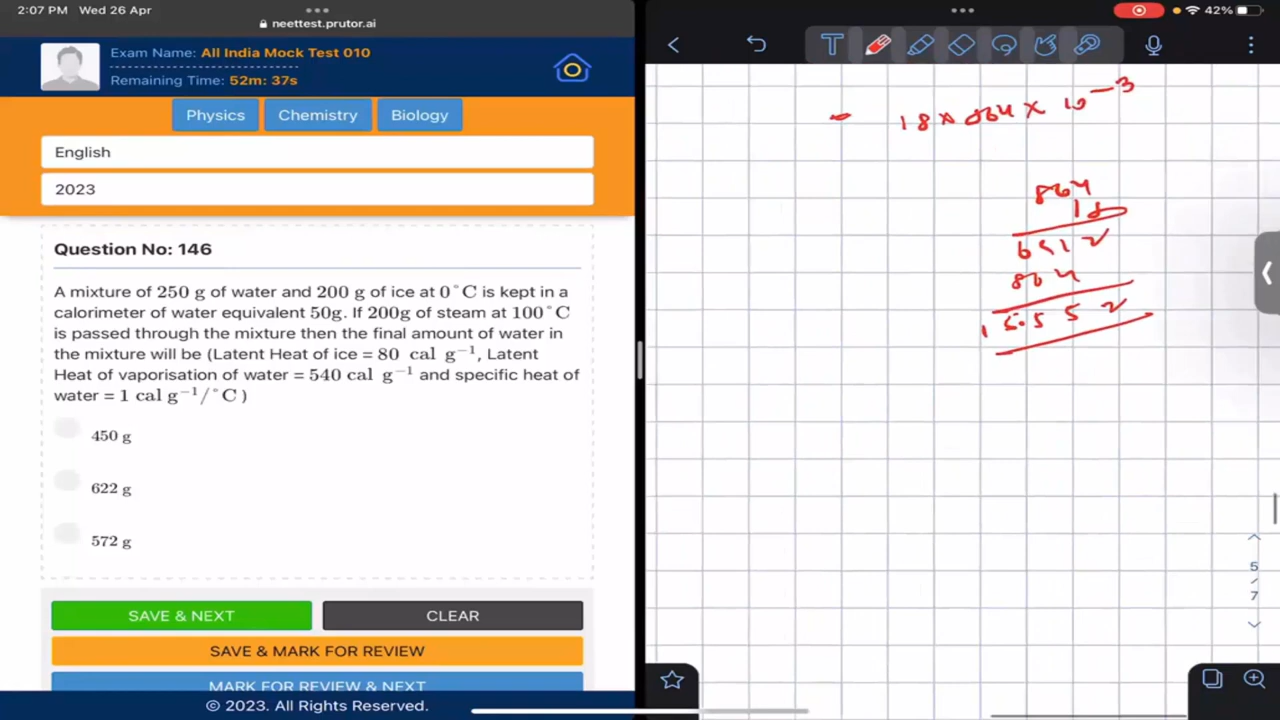 2:07 PM Wed 26 Apr
neettest.prutor.ai
42%
Exam Name: All India Mock Test 010
Remaining Time: 52m: 37s
Physics Chemistry Biology
English
2023
Question No: 146
A mixture of 250 g of water and 200 g of ice at 0°C is kept in a
calorimeter of water equivalent 50g. If 200g of steam at 100°C
is passed through the mixture then the final amount of water in
the mixture will be (Latent Heat of ice = 80 cal g⁻¹, Latent
Heat of vaporisation of water = 540 cal g⁻¹ and specific heat of
water = 1 cal g⁻¹/°C )
450 g
622 g
572 g
SAVE & NEXT CLEAR
SAVE & MARK FOR REVIEW
MARK FOR REVIEW & NEXT
© 2023. All Rights Reserved.
T
= 18 × 864 × 10⁻³
864
18
6912
864
15.552
5
/
7